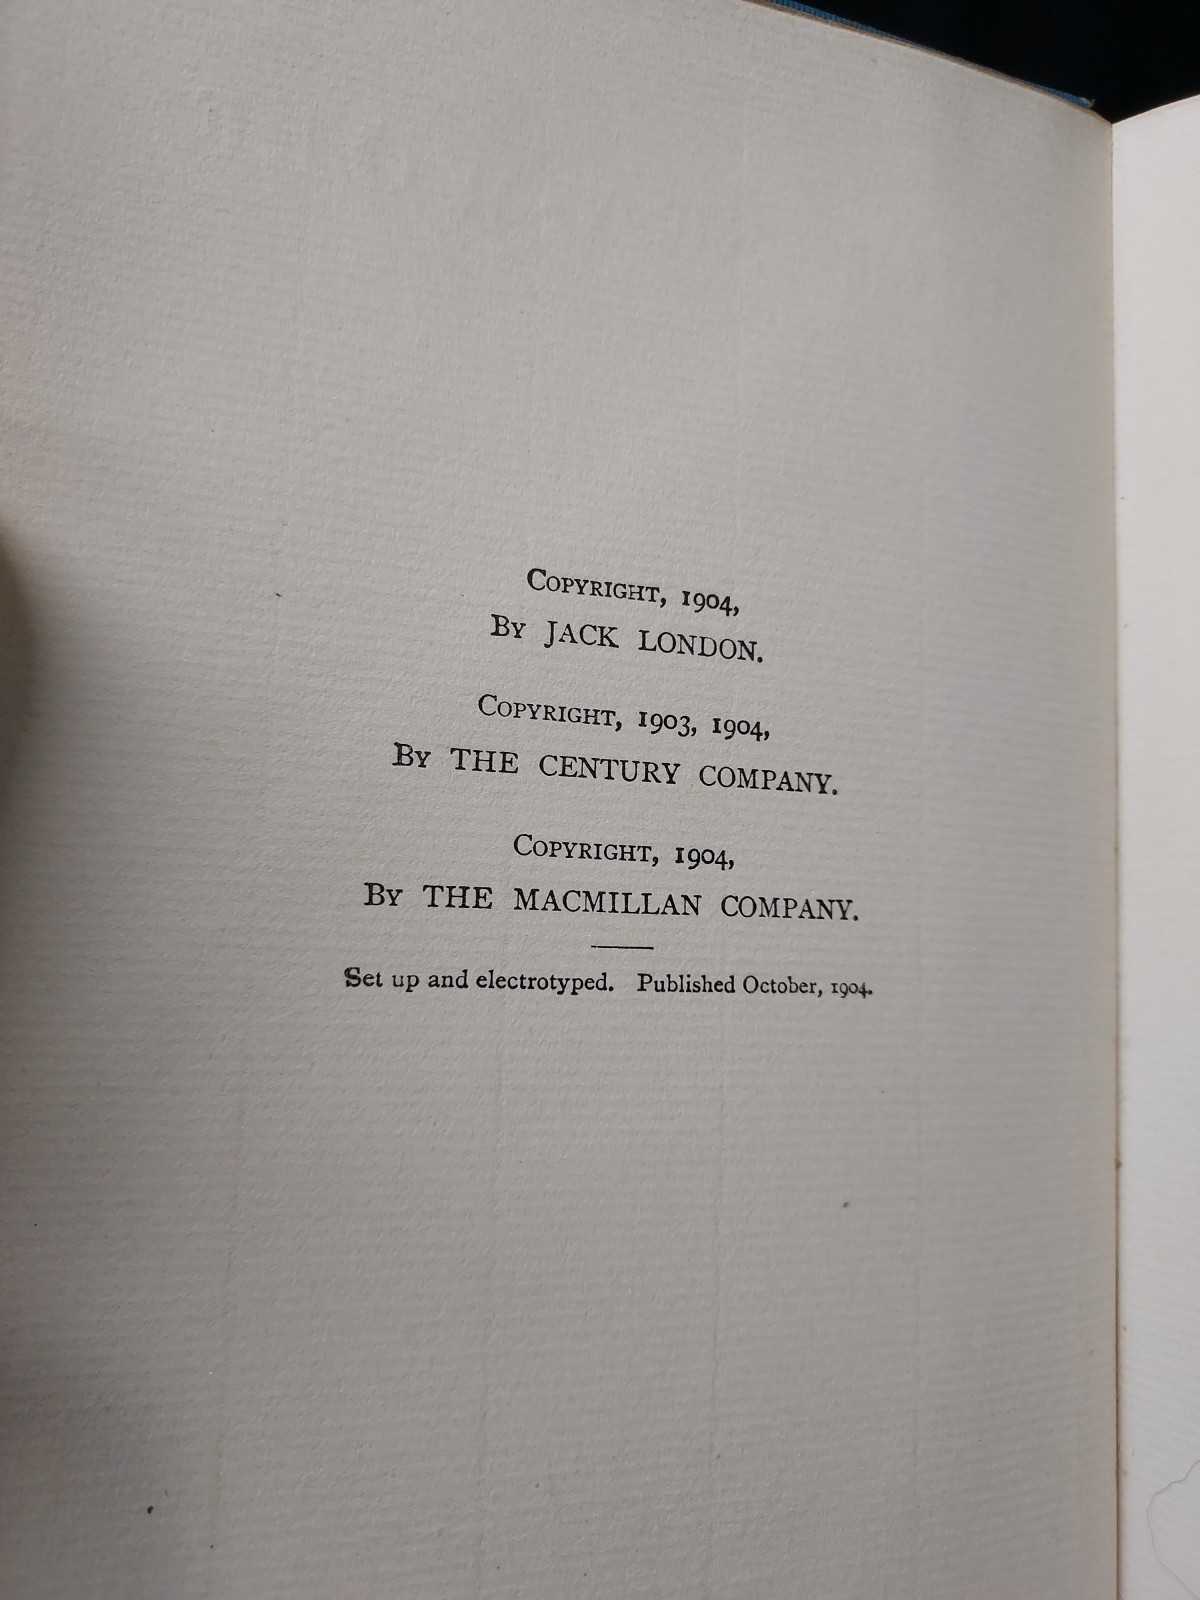 Copyright, 1904,
By JACK LONDON.
Copyright, 1903, 1904,
By THE CENTURY COMPANY.
Copyright, 1904,
By THE MACMILLAN COMPANY.
Set up and electrotyped. Published October, 1904.